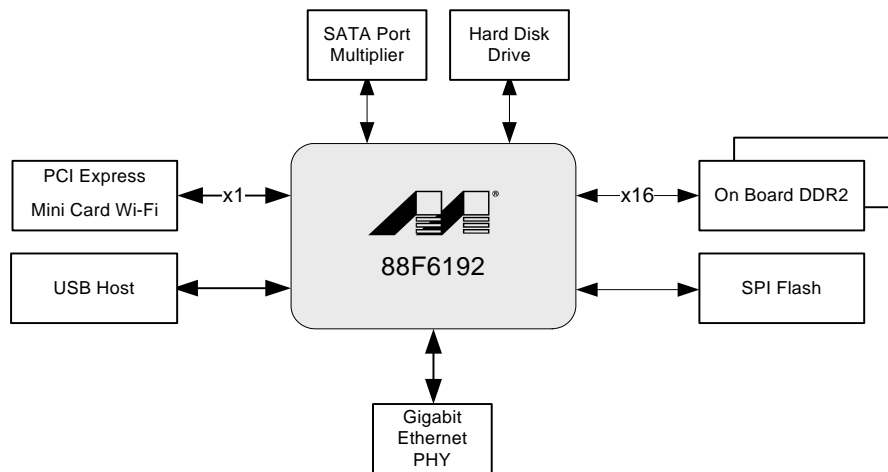 SATA Port
Multiplier
Hard Disk
Drive
PCI Express
Mini Card Wi-Fi
x1
x16
On Board DDR2
®
88F6192
USB Host
SPI Flash
Gigabit
Ethernet
PHY